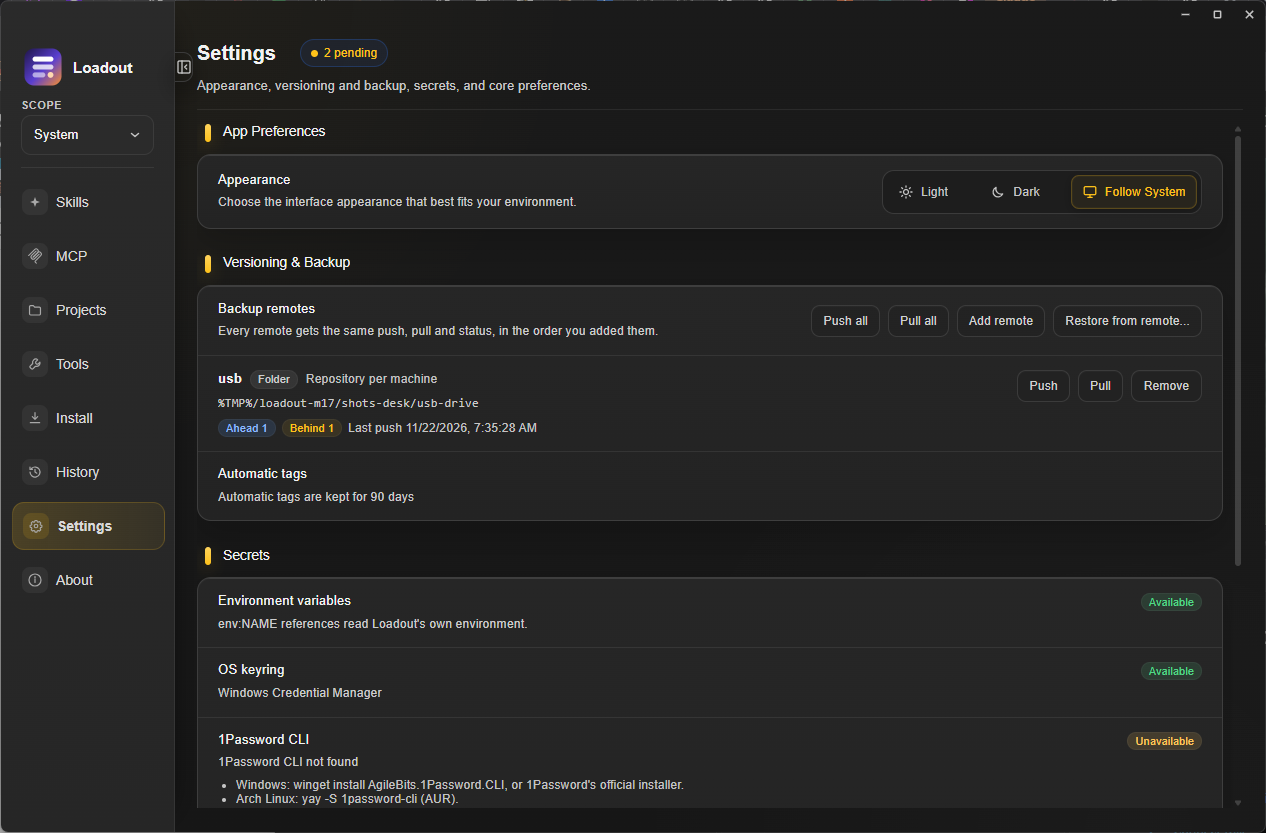 Loadout
SCOPE
System
Skills
MCP
Projects
Tools
Install
History
Settings
About
Settings
2 pending
Appearance, versioning and backup, secrets, and core preferences.
App Preferences
Appearance
Choose the interface appearance that best fits your environment.
Light
Dark
Follow System
Versioning & Backup
Backup remotes
Every remote gets the same push, pull and status, in the order you added them.
Push all
Pull all
Add remote
Restore from remote...
usb Folder Repository per machine
%TMP%/loadout-m17/shots-desk/usb-drive
Ahead 1 Behind 1 Last push 11/22/2026, 7:35:28 AM
Push
Pull
Remove
Automatic tags
Automatic tags are kept for 90 days
Secrets
Environment variables
env:NAME references read Loadout's own environment.
Available
OS keyring
Windows Credential Manager
Available
1Password CLI
1Password CLI not found
Unavailable
• Windows: winget install AgileBits.1Password.CLI, or 1Password's official installer.
• Arch Linux: yay -S 1password-cli (AUR).